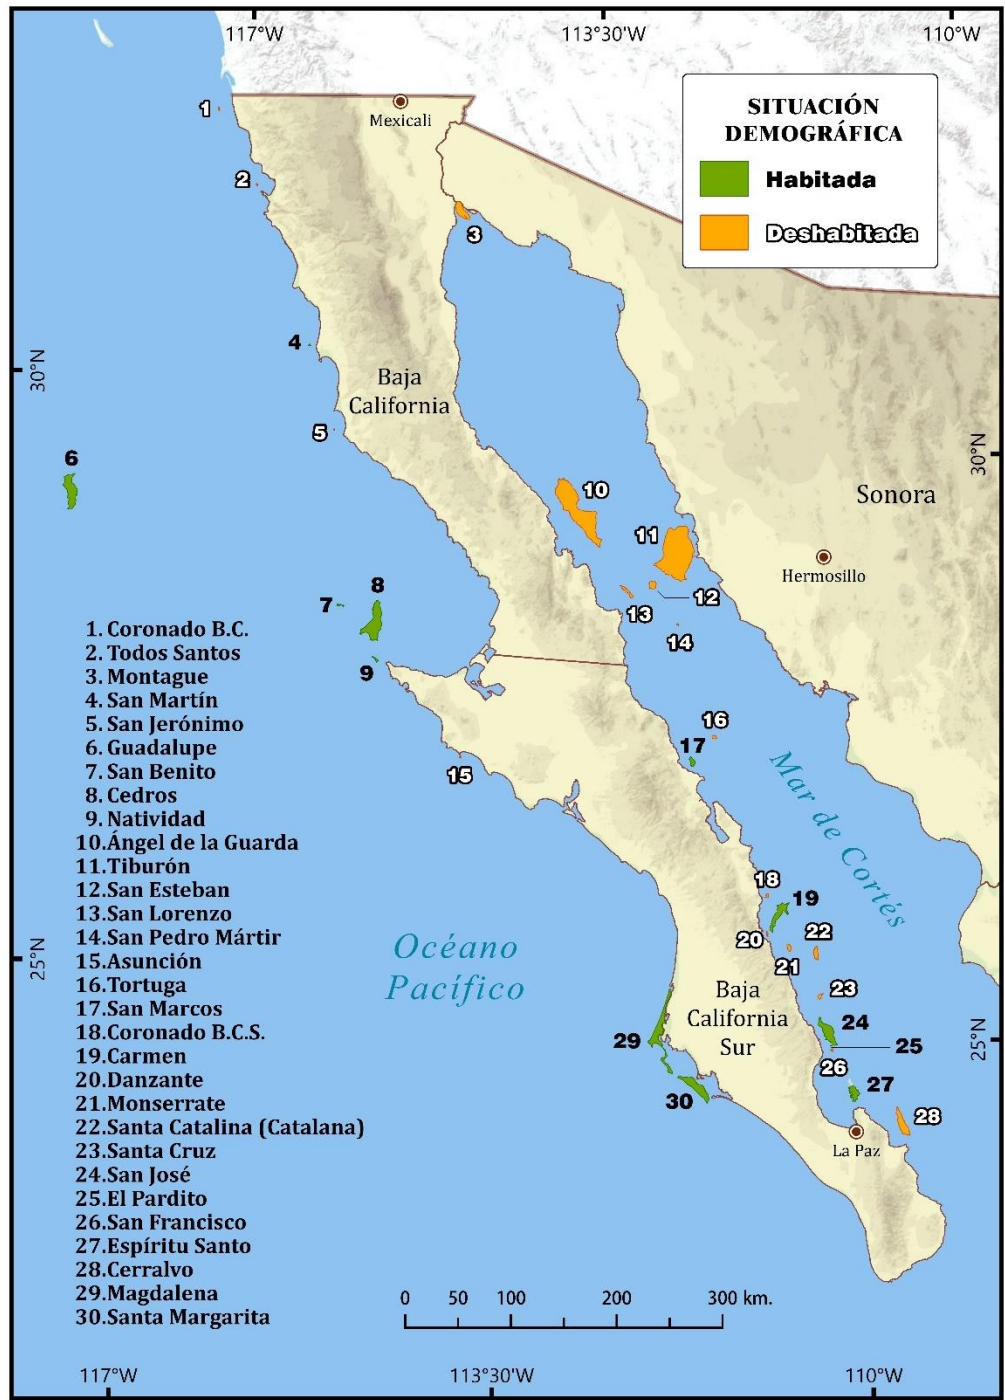 117°W
113°30'W
110°W
SITUACIÓN
DEMOGRÁFICA
Habitada
Deshabitada
1
Mexicali
2
3
4
30°N
Baja
California
5
30°N
6
10
Sonora
11
Hermosillo
8
7
12
13
14
9
16
17
15
Mar de Cortés
1. Coronado B.C.
2. Todos Santos
3. Montague
4. San Martín
5. San Jerónimo
6. Guadalupe
7. San Benito
8. Cedros
9. Natividad
10. Ángel de la Guarda
11. Tiburón
12. San Esteban
13. San Lorenzo
14. San Pedro Mártir
15. Asunción
16. Tortuga
17. San Marcos
18. Coronado B.C.S.
19. Carmen
20. Danzante
21. Monserrate
22. Santa Catalina (Catalana)
23. Santa Cruz
24. San José
25. El Pardito
26. San Francisco
27. Espíritu Santo
28. Cerralvo
29. Magdalena
30. Santa Margarita
18
19
20
22
21
Océano
Pacífico
25°N
23
Baja
California
Sur
24
25°N
29
25
26
27
30
28
La Paz
0 50 100 200 300 km.
117°W
113°30'W
110°W